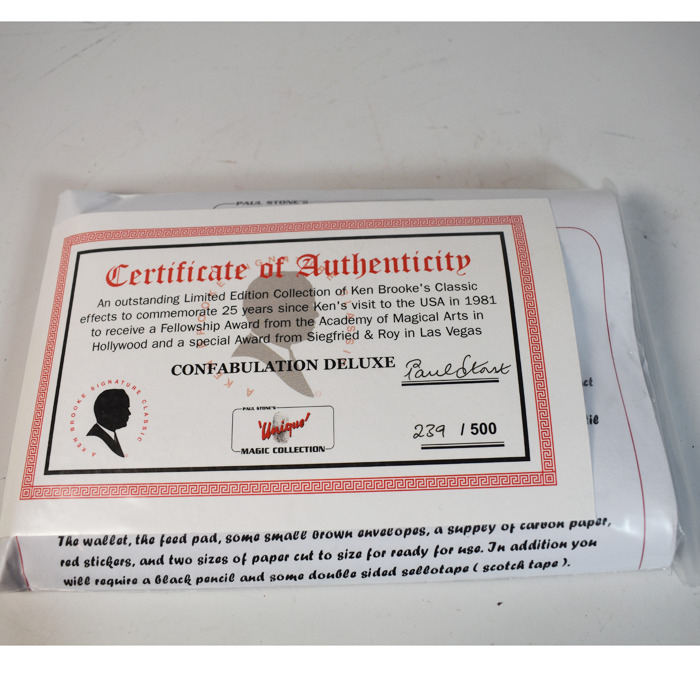 PAUL STONE'S
Certificate of Authenticity
An outstanding Limited Edition Collection of Ken Brooke's Classic
effects to commemorate 25 years since Ken's visit to the USA in 1981
to receive a Fellowship Award from the Academy of Magical Arts in
Hollywood and a special Award from Siegfried & Roy in Las Vegas
CONFABULATION DELUXE
Paul Stone
A KEN BROOKE SIGNATURE CLASSIC
PAUL STONE'S
'Unique'
MAGIC COLLECTION
239 / 500
The wallet, the feed pad, some small brown envelopes, a supply of carbon paper,
red stickers, and two sizes of paper cut to size for ready for use. In addition you
will require a black pencil and some double sided sellotape ( scotch tape ).